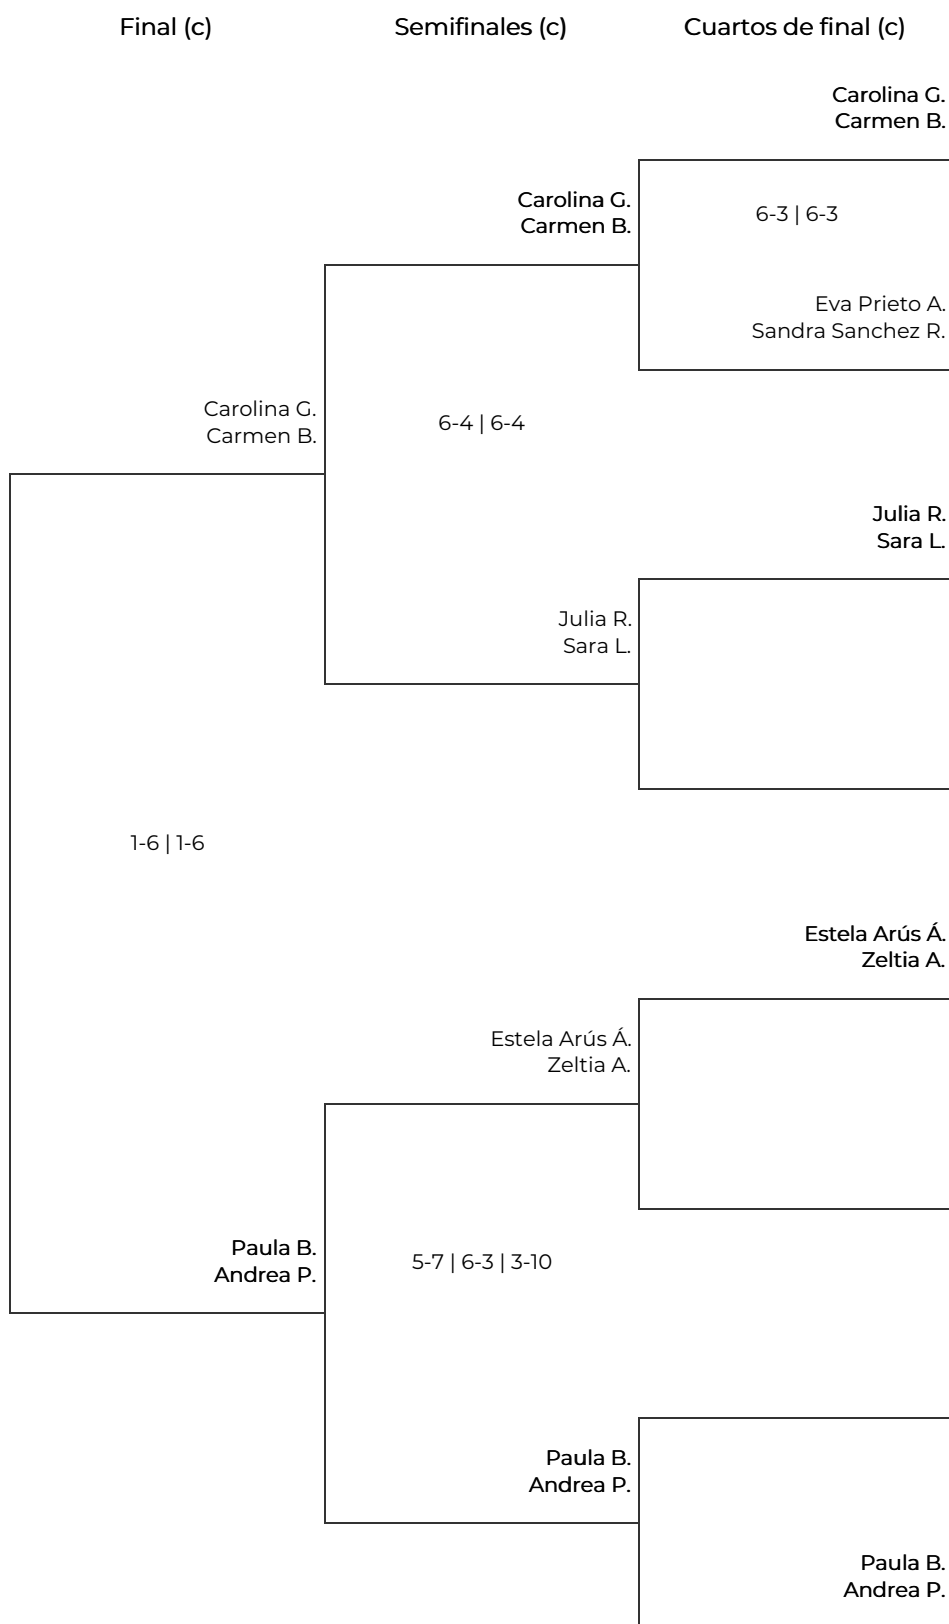 Final (c)
Semifinales (c)
Cuartos de final (c)
Carolina G.
Carmen B.
Carolina G.
Carmen B.
6-3 | 6-3
Eva Prieto A.
Sandra Sanchez R.
Carolina G.
Carmen B.
6-4 | 6-4
Julia R.
Sara L.
Julia R.
Sara L.
1-6 | 1-6
Estela Arús Á.
Zeltia A.
Estela Arús Á.
Zeltia A.
Paula B.
Andrea P.
5-7 | 6-3 | 3-10
Paula B.
Andrea P.
Paula B.
Andrea P.